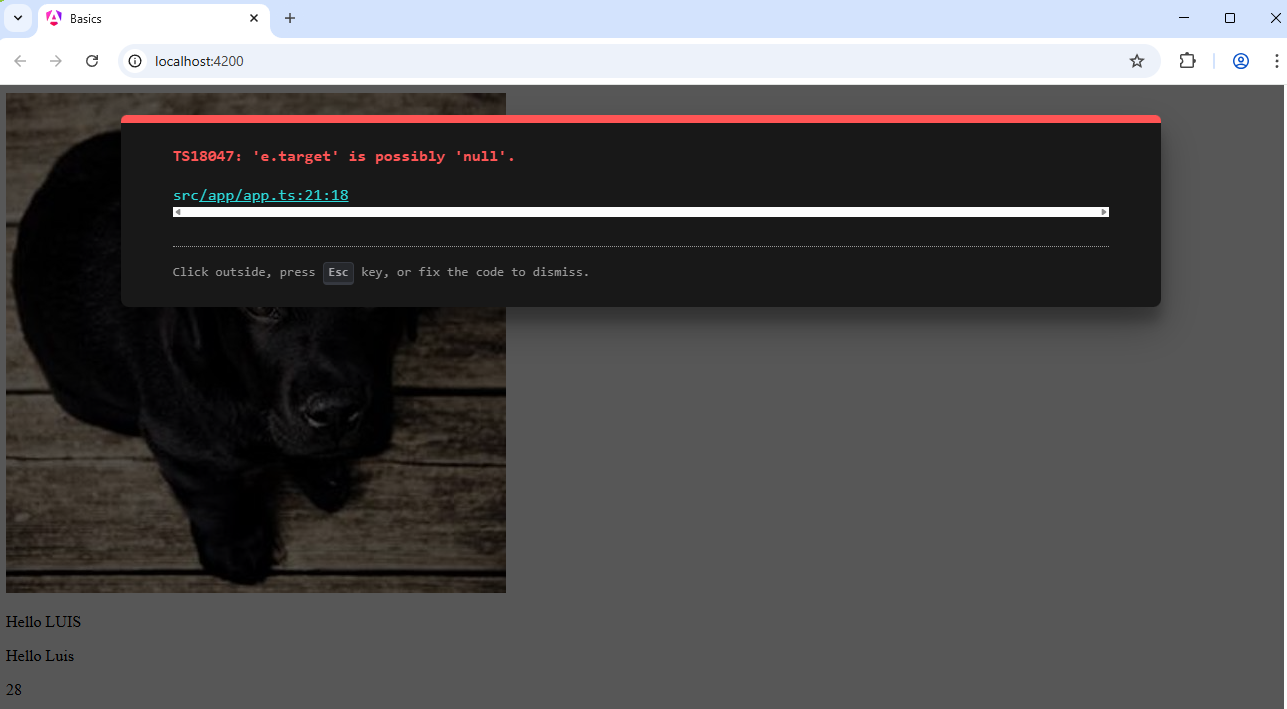 Basics
localhost:4200
TS18047: 'e.target' is possibly 'null'.
src/app/app.ts:21:18
Click outside, press Esc key, or fix the code to dismiss.
Hello LUIS
Hello Luis
28